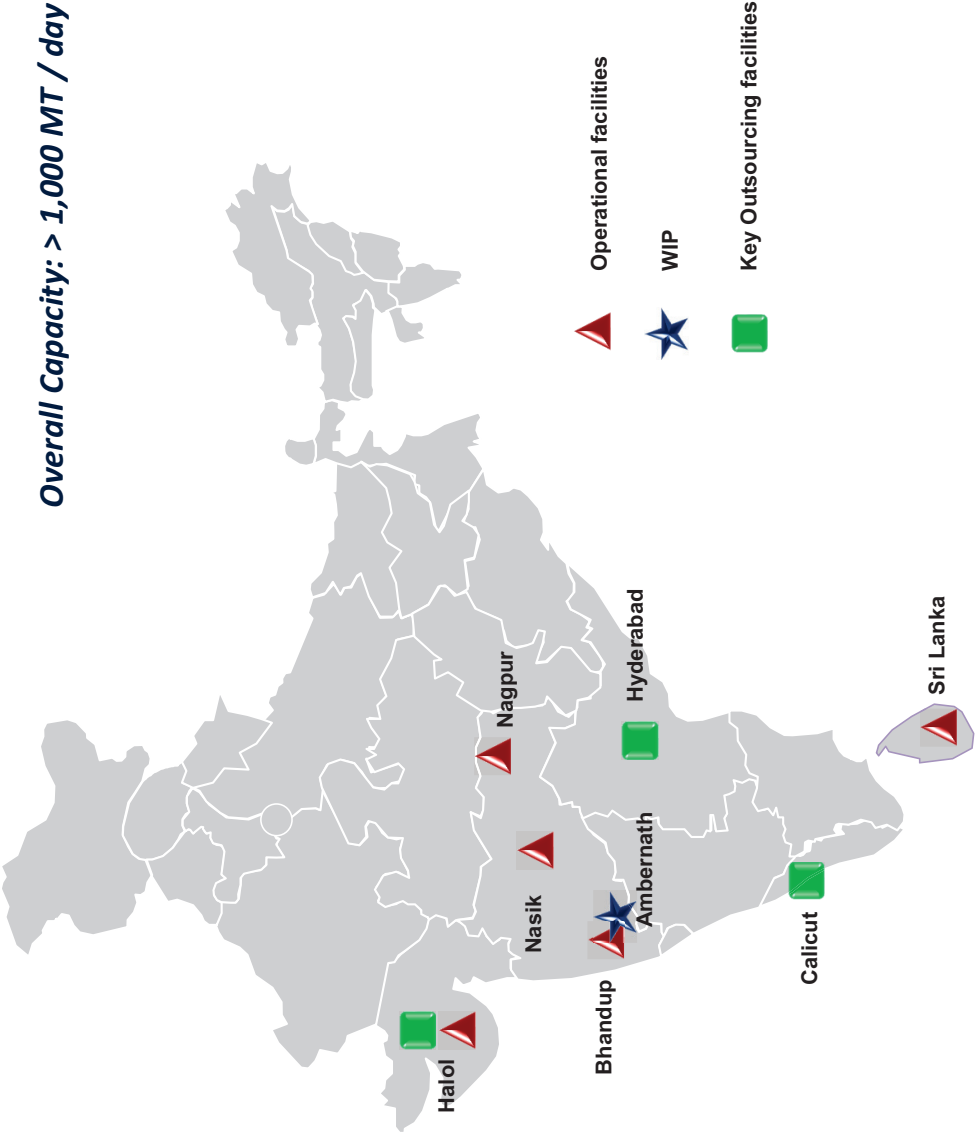 Overall Capacity: > 1,000 MT / day
Halol
Nasik
Nagpur
Bhandup
Ambernath
Hyderabad
Calicut
Sri Lanka
Operational facilities
WIP
Key Outsourcing facilities